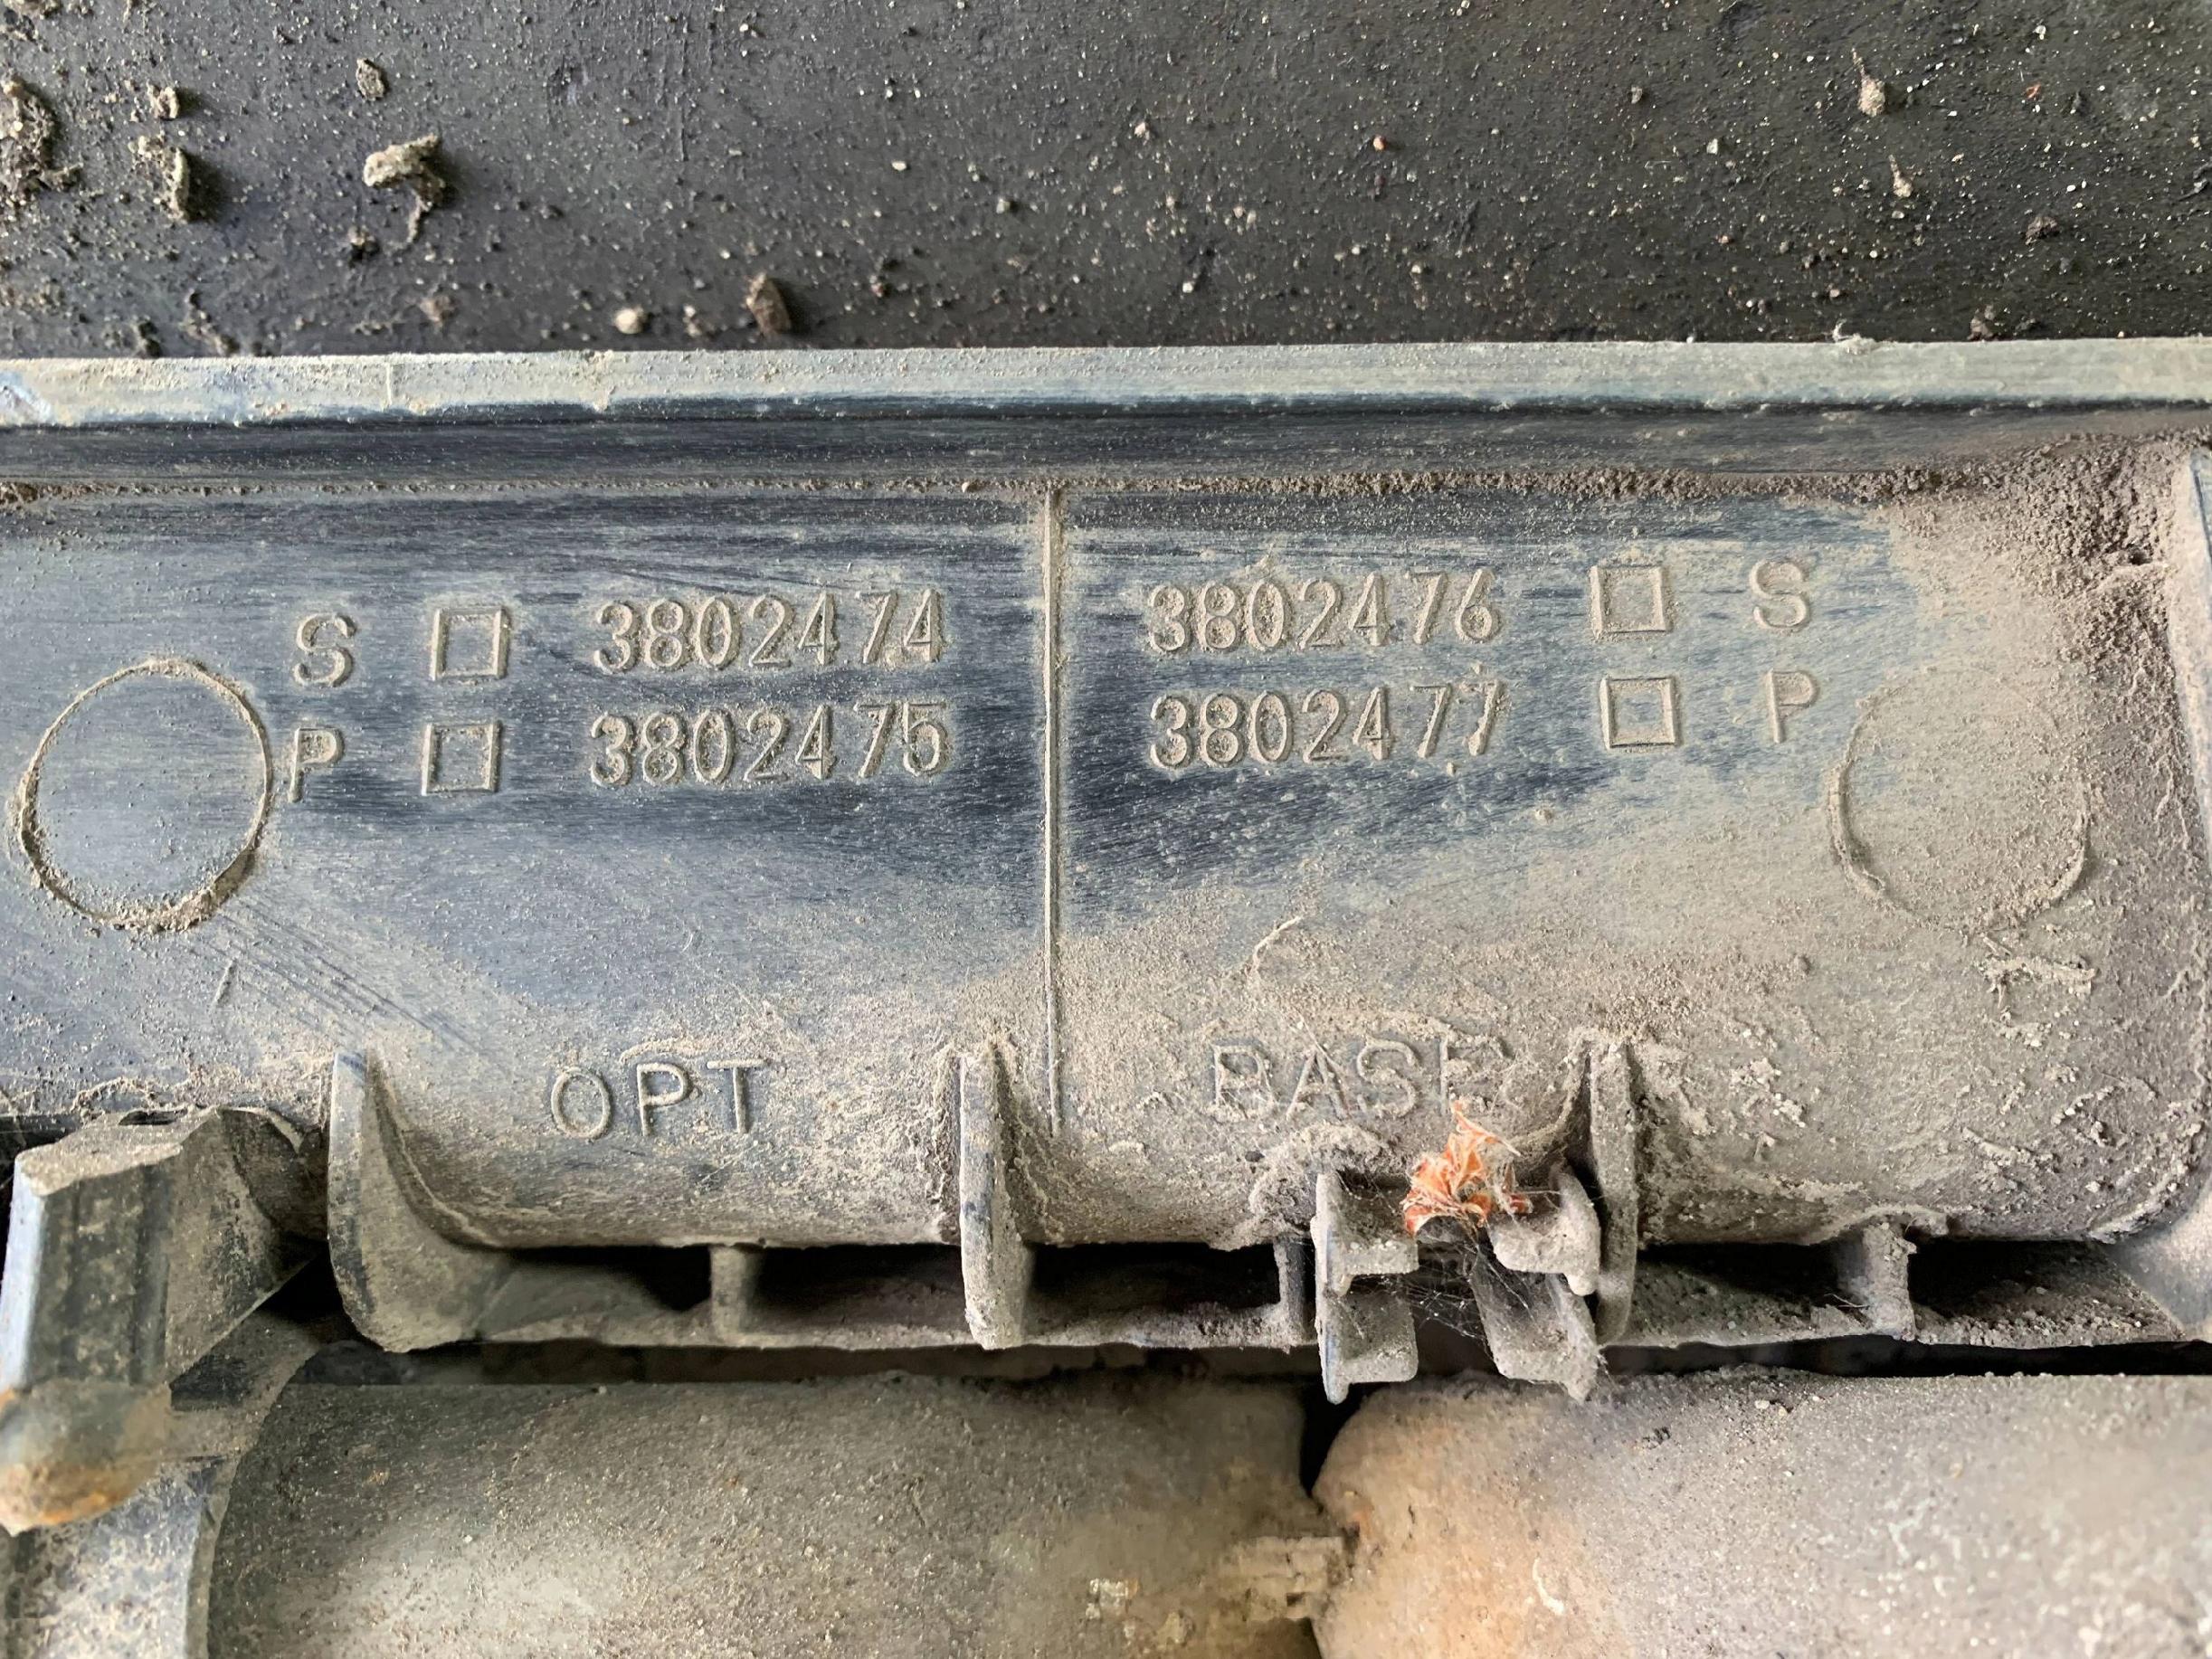 S □ 3802474
P □ 3802475
3802476 □ S
3802477 □ P
OPT
BASE